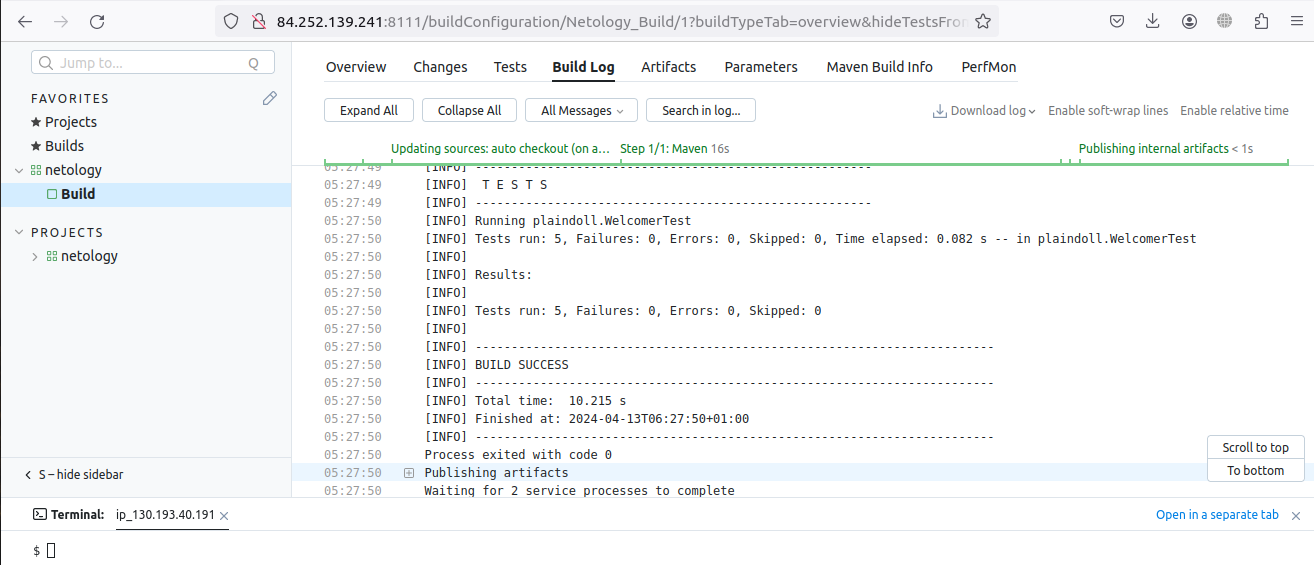 84.252.139.241:8111/buildConfiguration/Netology_Build/1?buildTypeTab=overview&hideTestsFro
Jump to... Q
FAVORITES
Projects
Builds
netology
Build
PROJECTS
netology
S – hide sidebar
Overview Changes Tests Build Log Artifacts Parameters Maven Build Info PerfMon
Expand All Collapse All All Messages Search in log... Download log Enable soft-wrap lines Enable relative time
Updating sources: auto checkout (on a... Step 1/1: Maven 16s Publishing internal artifacts < 1s
05:27:49 [INFO] -------------------------------------------------------
05:27:49 [INFO]  T E S T S
05:27:49 [INFO] -------------------------------------------------------
05:27:50 [INFO] Running plaindoll.WelcomerTest
05:27:50 [INFO] Tests run: 5, Failures: 0, Errors: 0, Skipped: 0, Time elapsed: 0.082 s -- in plaindoll.WelcomerTest
05:27:50 [INFO]
05:27:50 [INFO] Results:
05:27:50 [INFO]
05:27:50 [INFO] Tests run: 5, Failures: 0, Errors: 0, Skipped: 0
05:27:50 [INFO]
05:27:50 [INFO] ------------------------------------------------------------------------
05:27:50 [INFO] BUILD SUCCESS
05:27:50 [INFO] ------------------------------------------------------------------------
05:27:50 [INFO] Total time:  10.215 s
05:27:50 [INFO] Finished at: 2024-04-13T06:27:50+01:00
05:27:50 [INFO] ------------------------------------------------------------------------
05:27:50 Process exited with code 0
05:27:50 Publishing artifacts
05:27:50 Waiting for 2 service processes to complete
Scroll to top
To bottom
Terminal: ip_130.193.40.191 Open in a separate tab
$